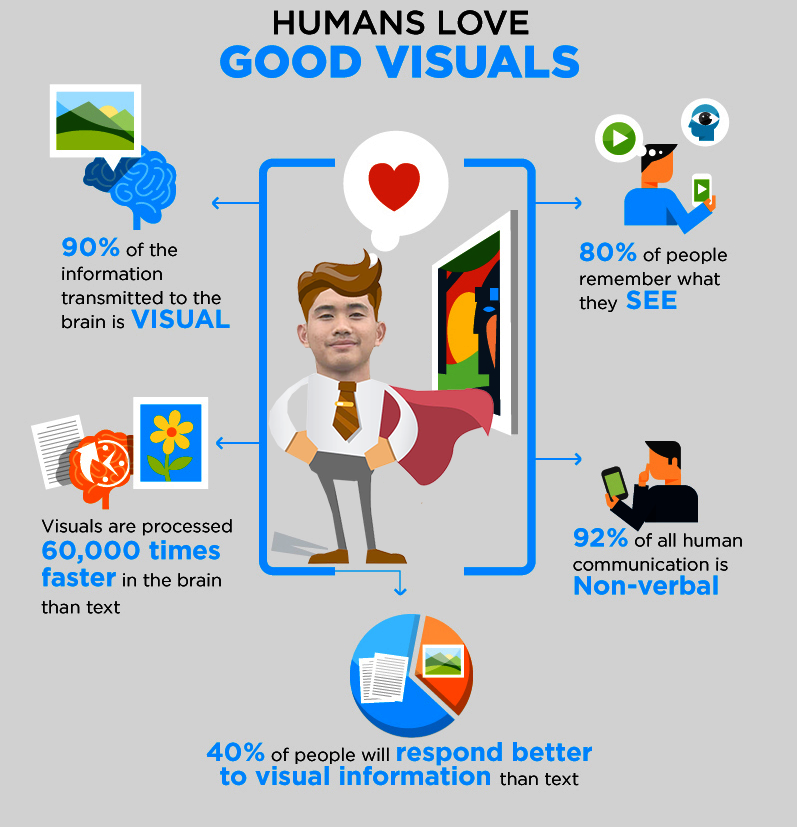 HUMANS LOVE
GOOD VISUALS
90% of the
information
transmitted to the
brain is VISUAL
80% of people
remember what
they SEE
Visuals are processed
60,000 times
faster in the brain
than text
92% of all human
communication is
Non-verbal
40% of people will respond better
to visual information than text